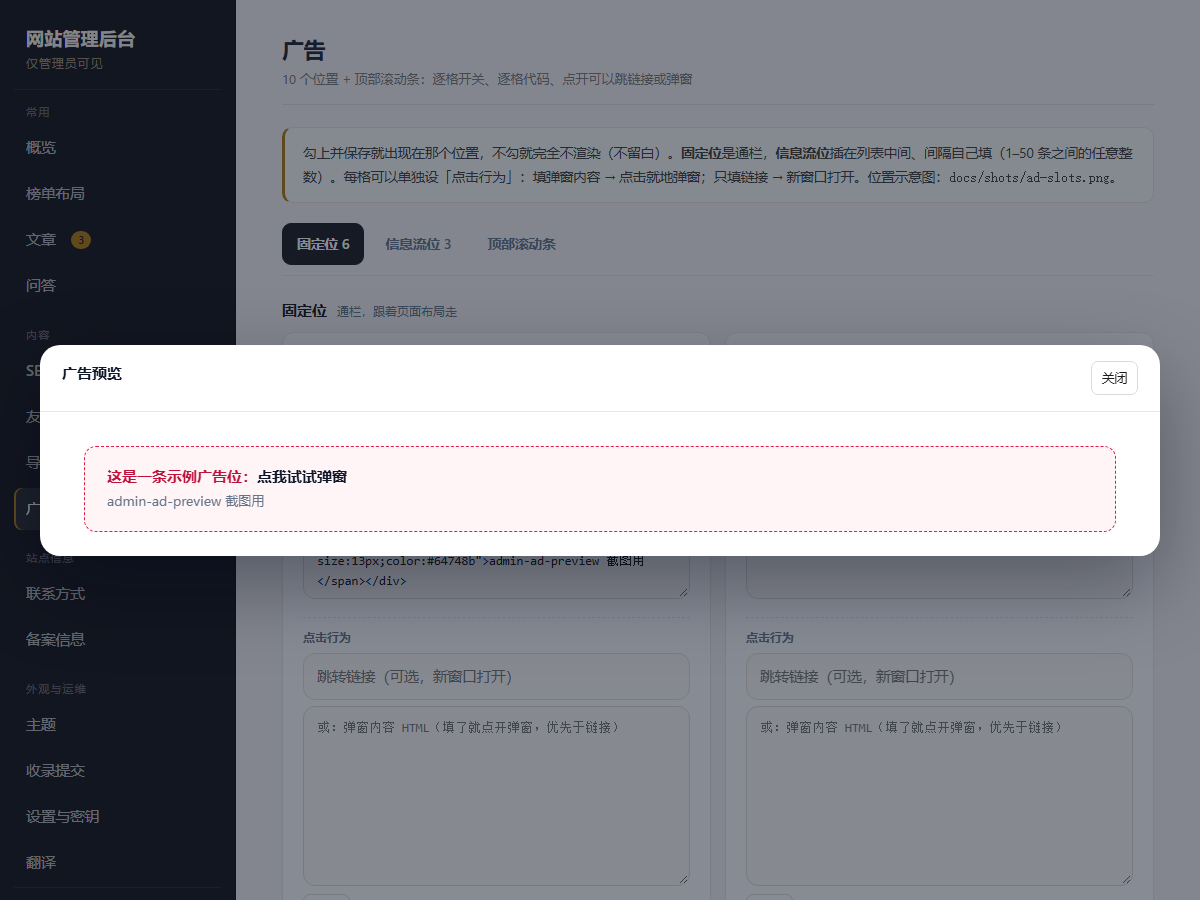 网站管理后台
仅管理员可见
常用
概览
榜单布局
文章 3
问答
内容
SE
友
导
广
站点信息
联系方式
备案信息
外观与运维
主题
收录提交
设置与密钥
翻译
广告
10 个位置 + 顶部滚动条：逐格开关、逐格代码、点开可以跳链接或弹窗
勾上并保存就出现在那个位置，不勾就完全不渲染（不留白）。固定位是通栏，信息流位插在列表中间、间隔自己填（1–50 条之间的任意整
数）。每格可以单独设「点击行为」：填弹窗内容 → 点击就地弹窗；只填链接 → 新窗口打开。位置示意图：docs/shots/ad-slots.png。
固定位 6
信息流位 3
顶部滚动条
固定位 通栏，跟着页面布局走
广告预览
关闭
这是一条示例广告位：点我试试弹窗
admin-ad-preview 截图用
size:13px;color:#64748b">admin-ad-preview 截图用
</span></div>
点击行为
跳转链接（可选，新窗口打开）
或：弹窗内容 HTML（填了就点开弹窗，优先于链接）
点击行为
跳转链接（可选，新窗口打开）
或：弹窗内容 HTML（填了就点开弹窗，优先于链接）